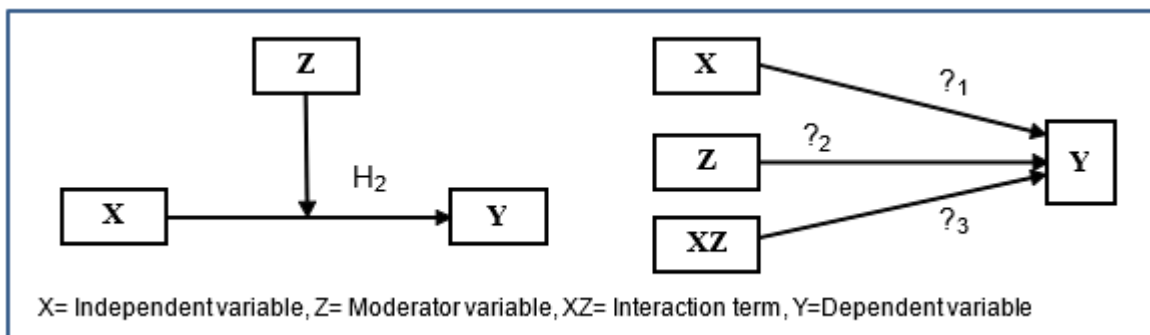 Z
X
?1
H2
Z
?2
Y
X
Y
XZ
?3
X= Independent variable, Z= Moderator variable, XZ= Interaction term, Y=Dependent variable